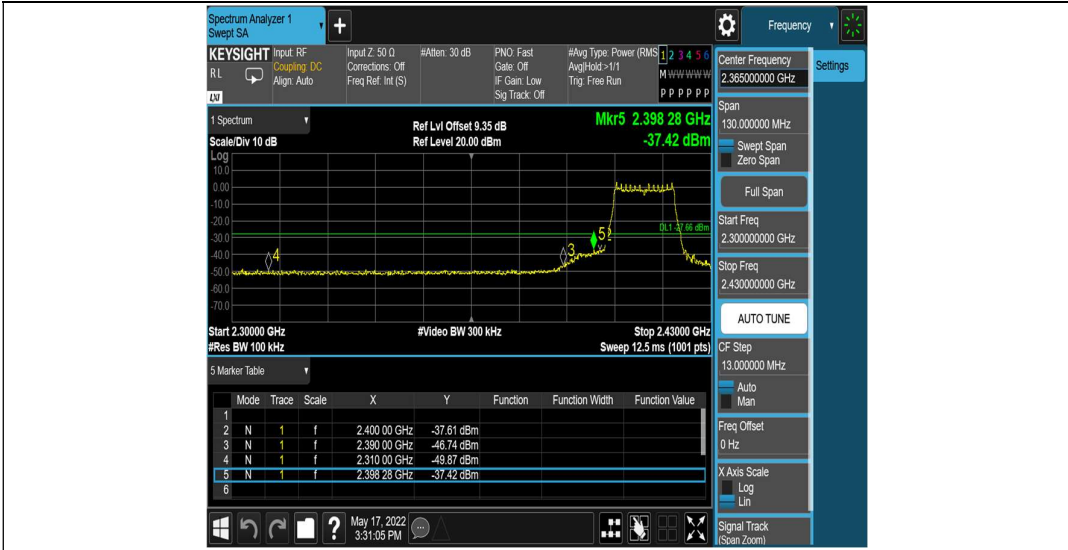 Spectrum Analyzer 1
Swept SA
+
Frequency
KEYSIGHT Input: RF Input Z: 50 Ω #Atten: 30 dB PNO: Fast #Avg Type: Power (RMS 1 2 3 4 5 6
RL Coupling: DC Corrections: Off Gate: Off Avg|Hold:>1/1 M W W W W W
Align: Auto Freq Ref: Int (S) IF Gain: Low Trig: Free Run
LXI Sig Track: Off P P P P P P
1 Spectrum Ref Lvl Offset 9.35 dB Mkr5 2.398 28 GHz
Scale/Div 10 dB Ref Level 20.00 dBm -37.42 dBm
Log
10.0
0.00
-10.0
-20.0
DL1 -27.66 dBm
-30.0
-40.0
-50.0
-60.0
-70.0
4
3
5
2
Start 2.30000 GHz #Video BW 300 kHz Stop 2.43000 GHz
#Res BW 100 kHz Sweep 12.5 ms (1001 pts)
5 Marker Table
Mode Trace Scale X Y Function Function Width Function Value
1
2 N 1 f 2.400 00 GHz -37.61 dBm
3 N 1 f 2.390 00 GHz -46.74 dBm
4 N 1 f 2.310 00 GHz -49.87 dBm
5 N 1 f 2.398 28 GHz -37.42 dBm
6
? May 17, 2022
3:31:05 PM
Center Frequency
2.365000000 GHz
Settings
Span
130.000000 MHz
Swept Span
Zero Span
Full Span
Start Freq
2.300000000 GHz
Stop Freq
2.430000000 GHz
AUTO TUNE
CF Step
13.000000 MHz
Auto
Man
Freq Offset
0 Hz
X Axis Scale
Log
Lin
Signal Track
(Span Zoom)